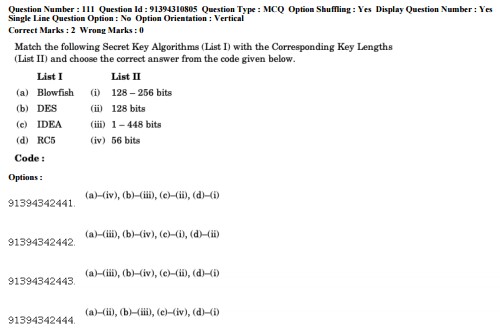 Question Number : 111 Question Id : 91394310805 Question Type : MCQ Option Shuffling : Yes Display Question Number : Yes
Single Line Question Option : No Option Orientation : Vertical
Correct Marks : 2 Wrong Marks : 0
Match the following Secret Key Algorithms (List I) with the Corresponding Key Lengths
(List II) and choose the correct answer from the code given below.
List I List II
(a) Blowfish (i) 128 – 256 bits
(b) DES (ii) 128 bits
(c) IDEA (iii) 1 – 448 bits
(d) RC5 (iv) 56 bits
Code :
Options :
(a)–(iv), (b)–(iii), (c)–(ii), (d)–(i)
91394342441.
(a)–(iii), (b)–(iv), (c)–(i), (d)–(ii)
91394342442.
(a)–(iii), (b)–(iv), (c)–(ii), (d)–(i)
91394342443.
(a)–(ii), (b)–(iii), (c)–(iv), (d)–(i)
91394342444.